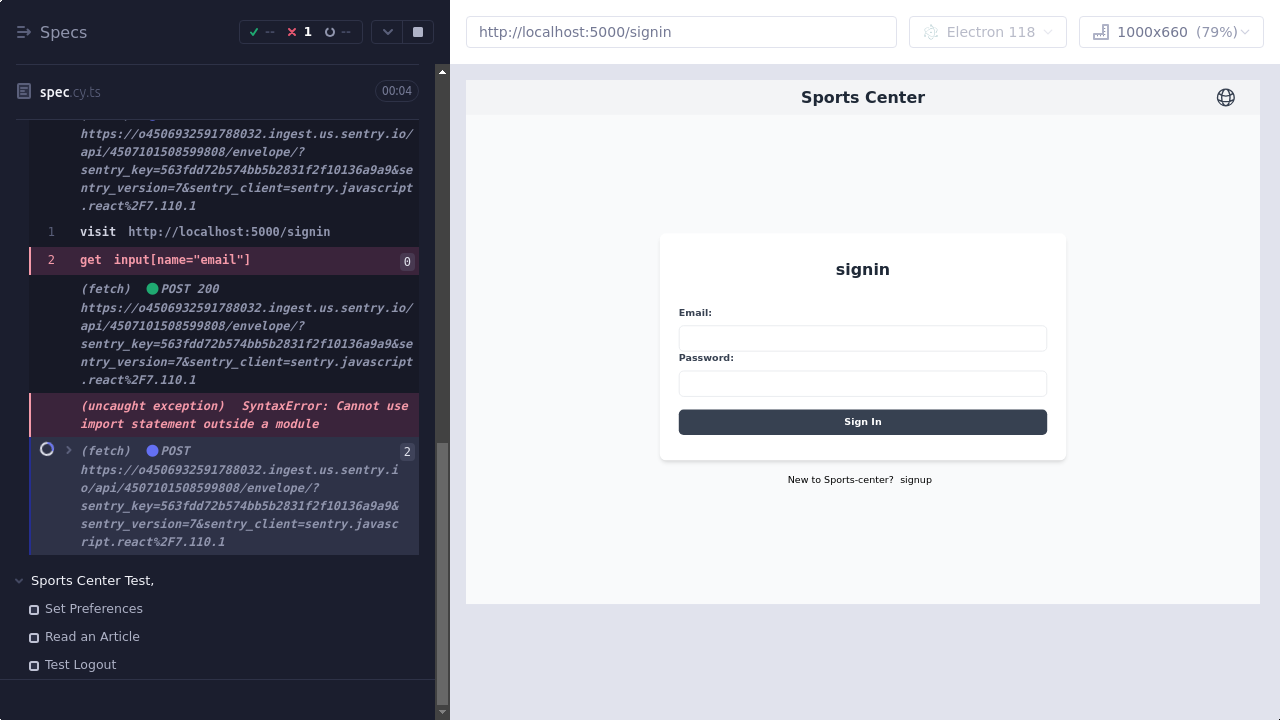 Specs
-- 1 --
spec.cy.ts
00:04
https://o4506932591788032.ingest.us.sentry.io/
api/4507101508599808/envelope/?
sentry_key=563fdd72b574bb5b2831f2f10136a9a9&se
ntry_version=7&sentry_client=sentry.javascript
.react%2F7.110.1
1 visit http://localhost:5000/signin
2 get input[name="email"] 0
(fetch) POST 200
https://o4506932591788032.ingest.us.sentry.io/
api/4507101508599808/envelope/?
sentry_key=563fdd72b574bb5b2831f2f10136a9a9&se
ntry_version=7&sentry_client=sentry.javascript
.react%2F7.110.1
(uncaught exception) SyntaxError: Cannot use
import statement outside a module
(fetch) POST 2
https://o4506932591788032.ingest.us.sentry.i
o/api/4507101508599808/envelope/?
sentry_key=563fdd72b574bb5b2831f2f10136a9a9&
sentry_version=7&sentry_client=sentry.javasc
ript.react%2F7.110.1
Sports Center Test,
Set Preferences
Read an Article
Test Logout
http://localhost:5000/signin
Electron 118
1000x660 (79%)
Sports Center
signin
Email:
Password:
Sign In
New to Sports-center? signup